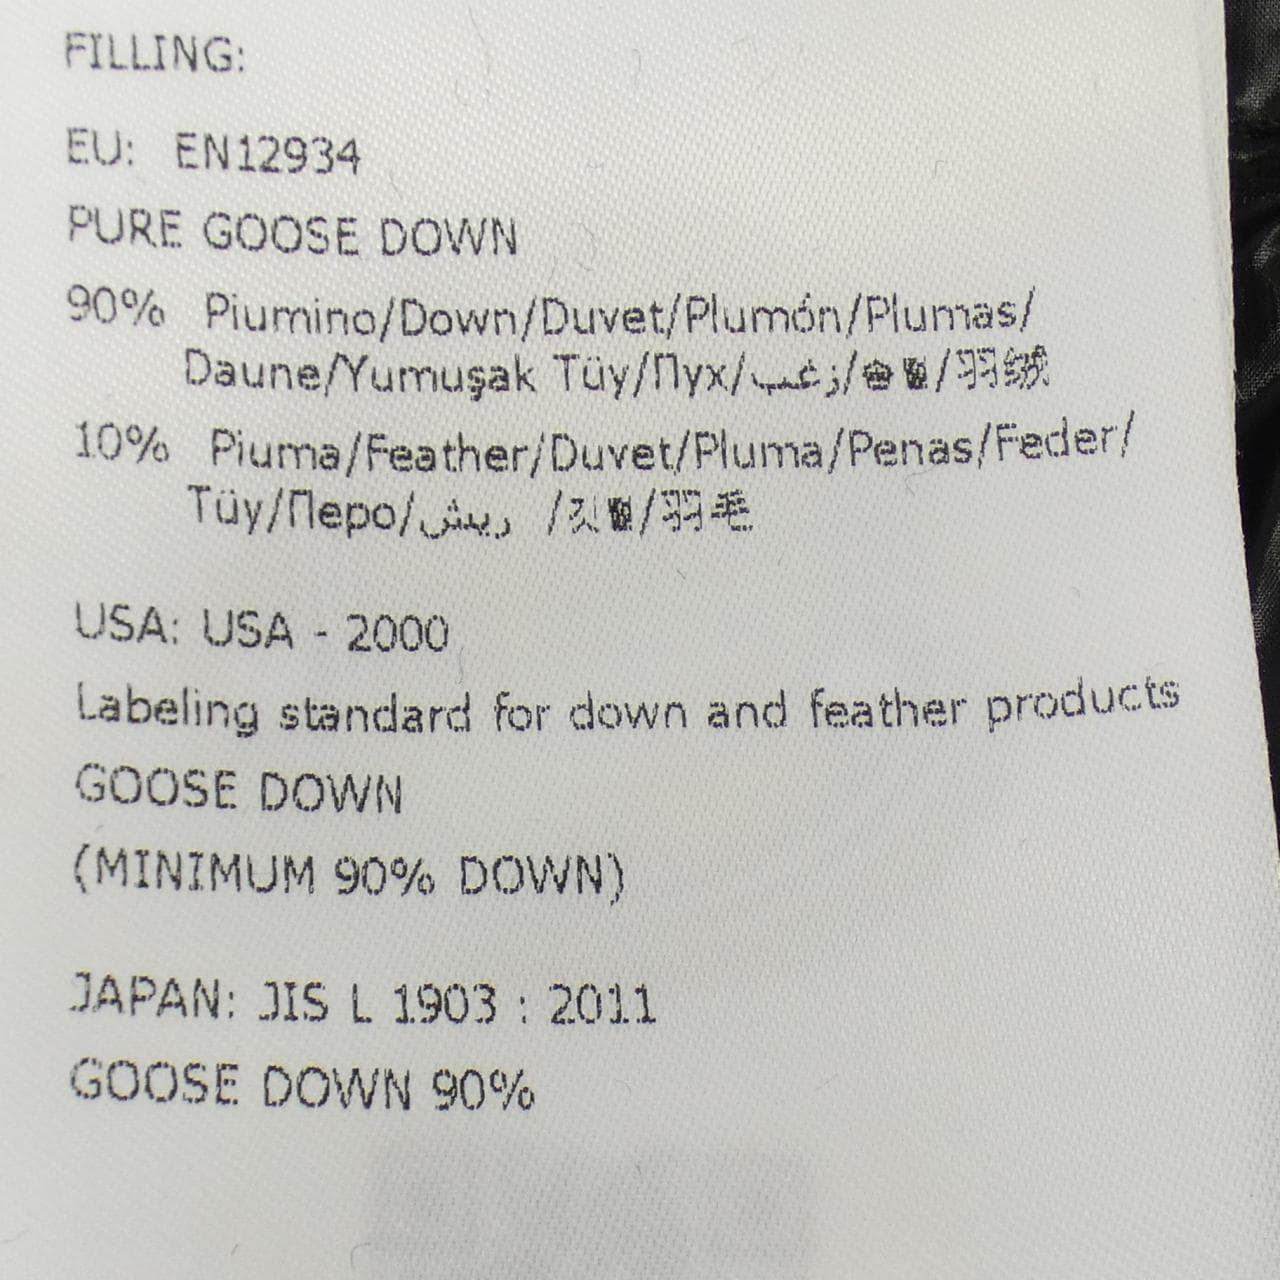 FILLING:
EU: EN12934
PURE GOOSE DOWN
90% Piumino/Down/Duvet/Plumón/Plumas/
Daune/Yumuşak Tüy/Пух/زغب/羽绒
10% Piuma/Feather/Duvet/Pluma/Penas/Feder/
Tüy/Перо/ريش /羽毛
USA: USA - 2000
Labeling standard for down and feather products
GOOSE DOWN
(MINIMUM 90% DOWN)
JAPAN: JIS L 1903 : 2011
GOOSE DOWN 90%